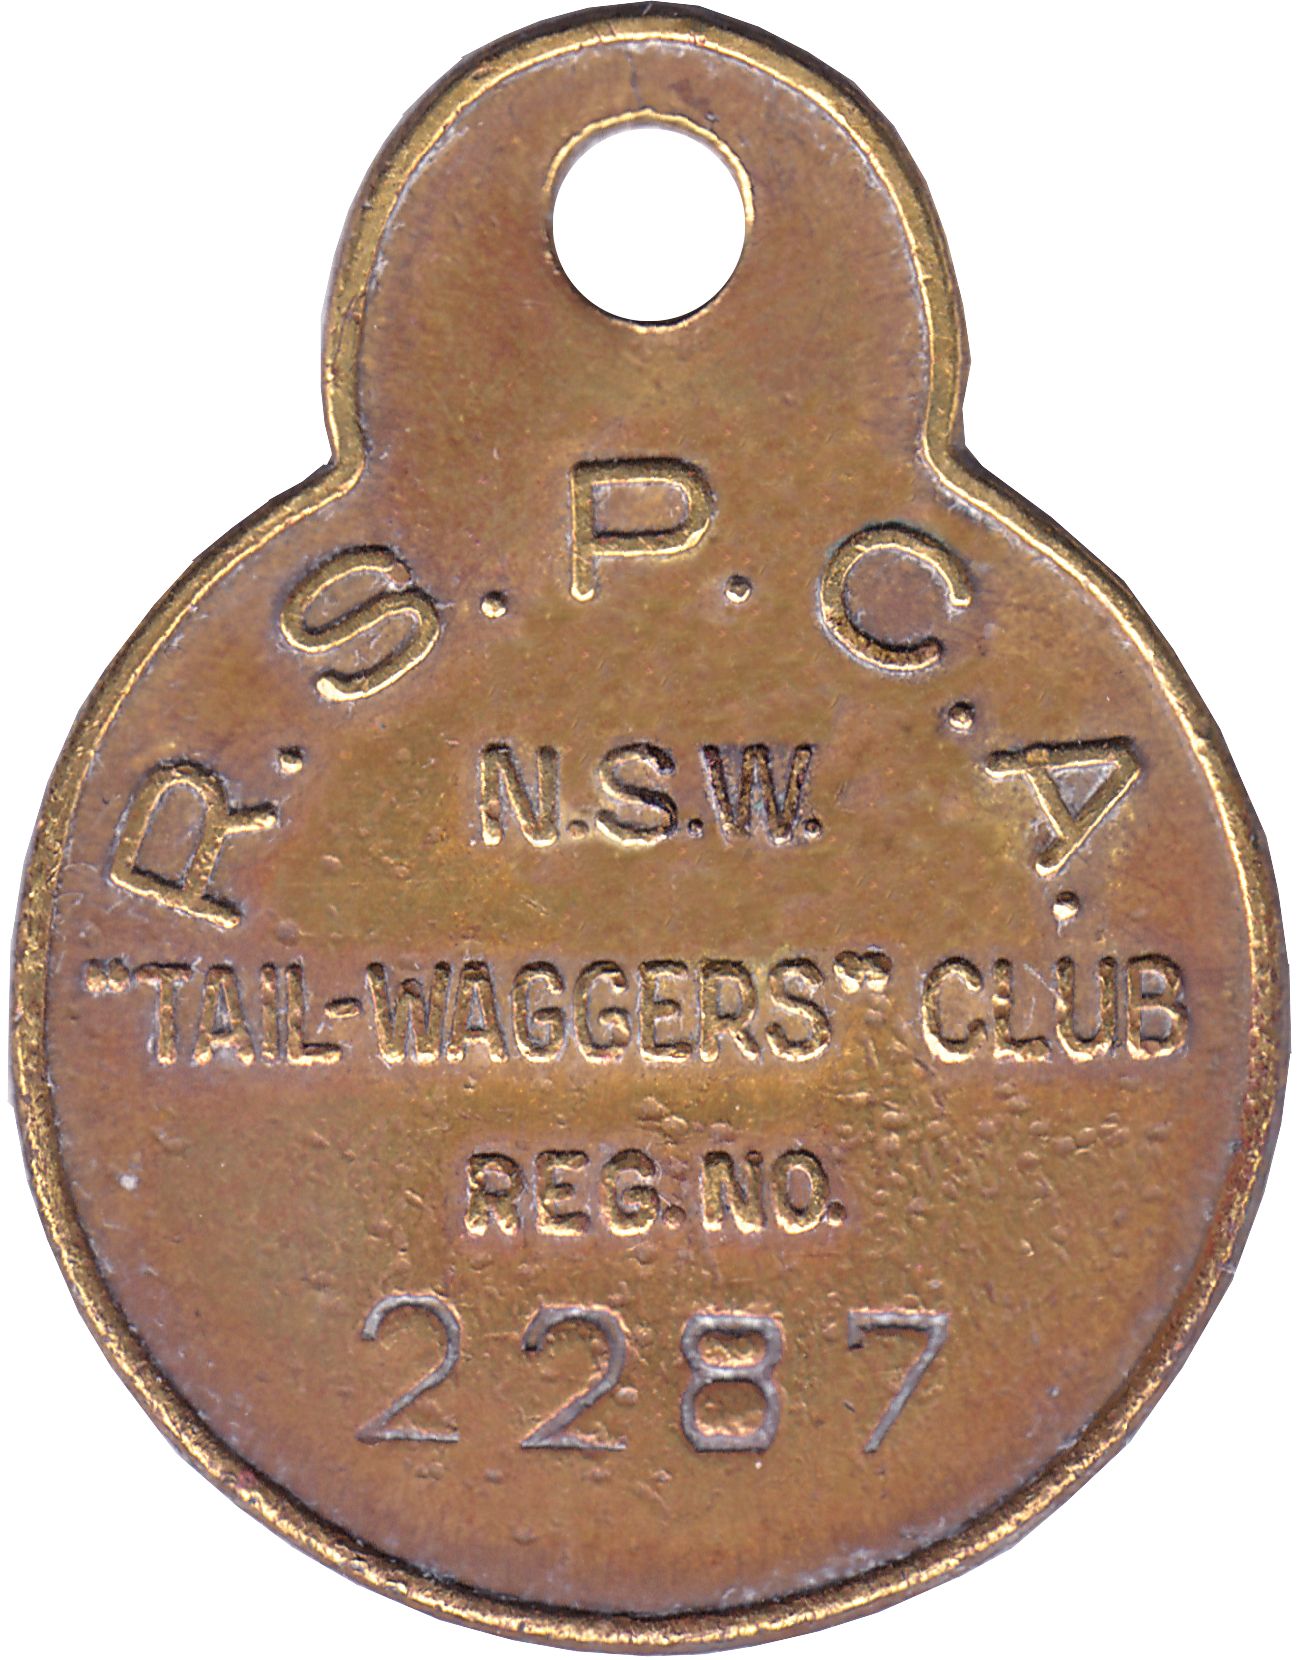 R.S.P.C.A.
N.S.W.
"TAIL-WAGGERS" CLUB
REG. NO.
2287